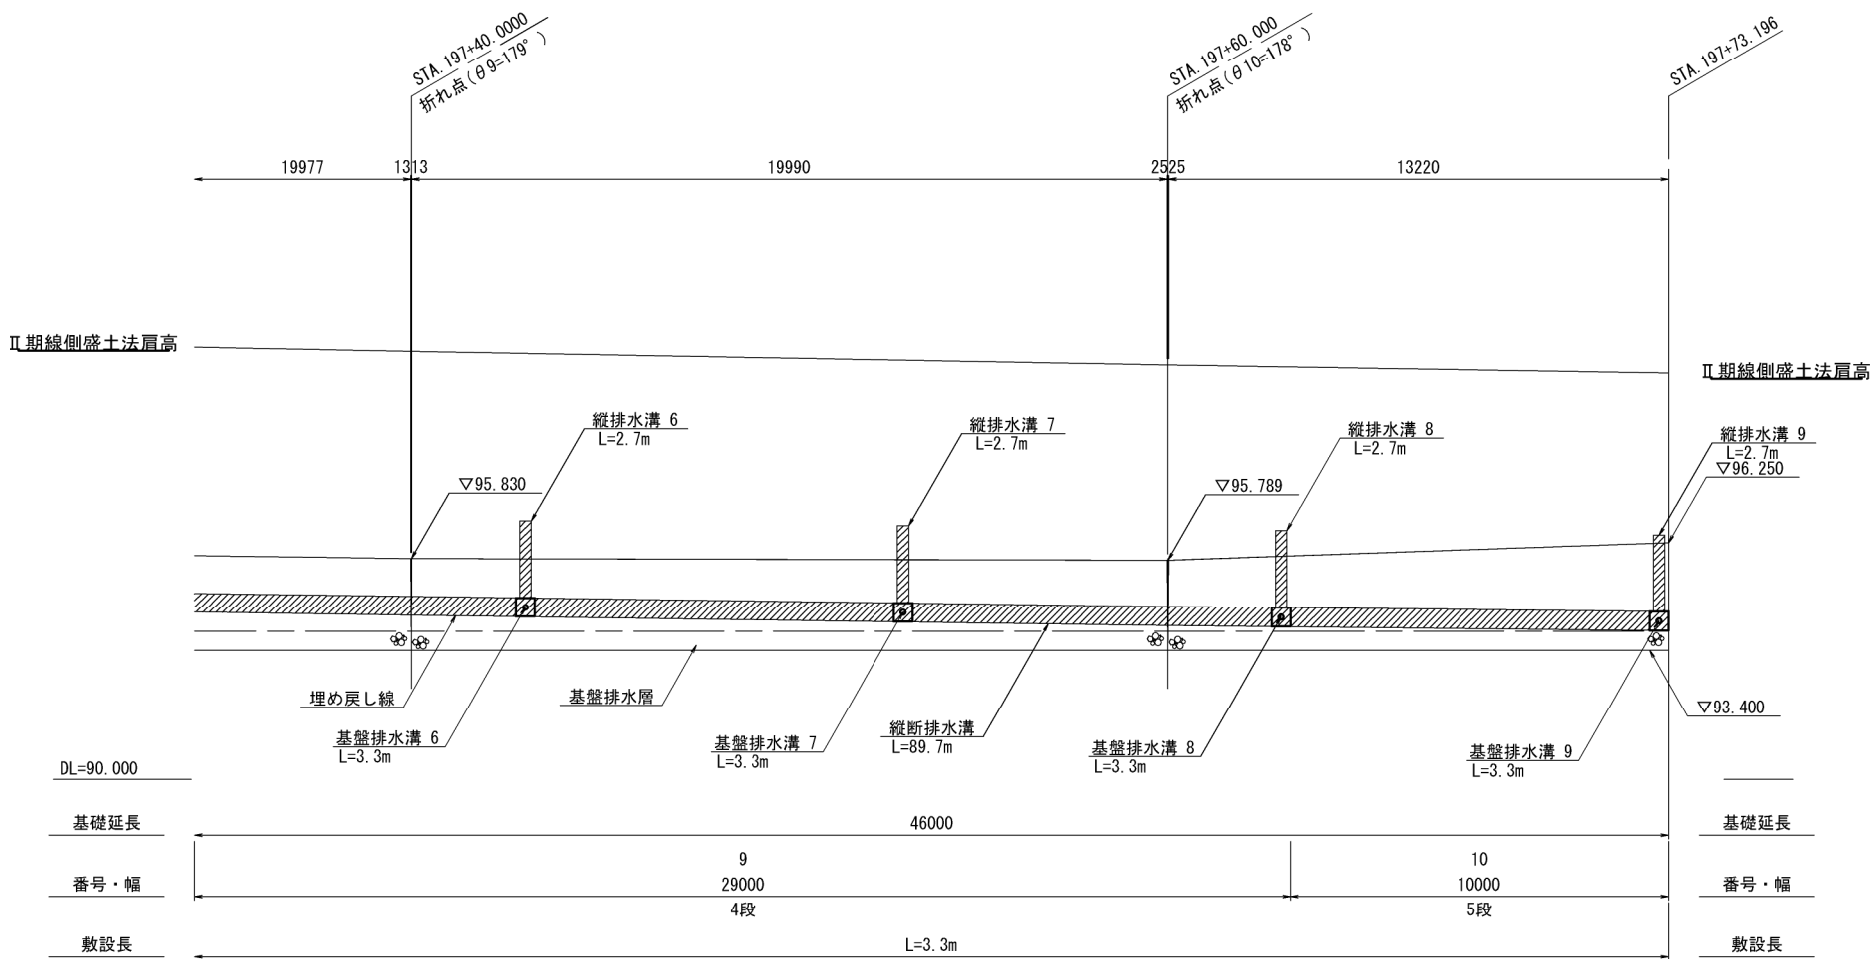 STA.197+40.0000
折れ点(θ9=179°)
STA.197+60.000
折れ点(θ10=178°)
STA.197+73.196
19977
1313
19990
2525
13220
Ⅱ期線側盛土法肩高
Ⅱ期線側盛土法肩高
縦排水溝 6
L=2.7m
縦排水溝 7
L=2.7m
縦排水溝 8
L=2.7m
縦排水溝 9
L=2.7m
▽95.830
▽95.789
▽96.250
埋め戻し線
基盤排水層
▽93.400
基盤排水溝 6
L=3.3m
基盤排水溝 7
L=3.3m
縦断排水溝
L=89.7m
基盤排水溝 8
L=3.3m
基盤排水溝 9
L=3.3m
DL=90.000
基礎延長
46000
基礎延長
9
10
番号・幅
29000
10000
番号・幅
4段
5段
敷設長
L=3.3m
敷設長